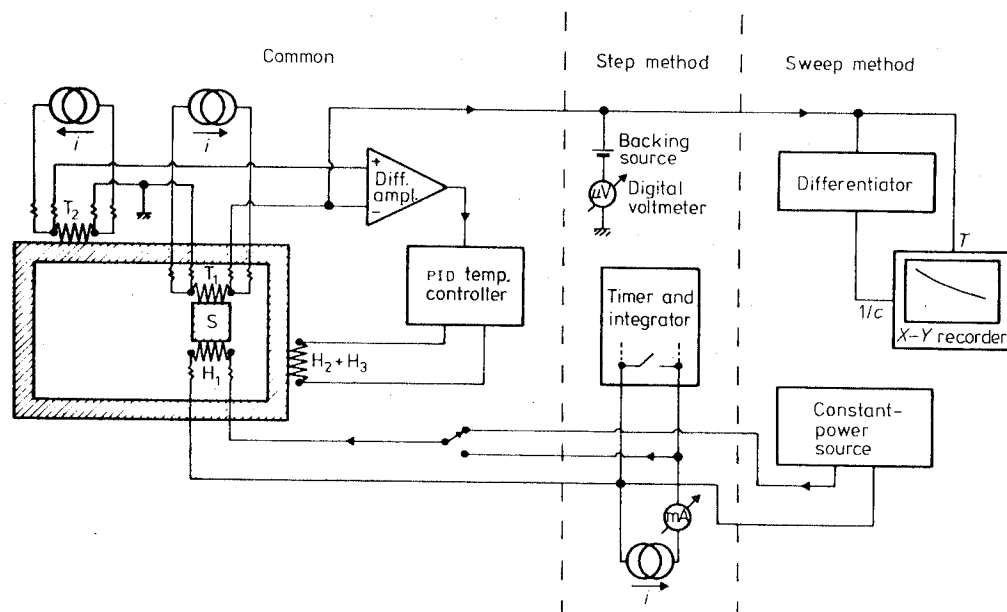 Common
Step method
Sweep method
i
i
+
Diff.
ampl.
−
Backing
source
μV
Digital
voltmeter
Differentiator
T₂
T₁
S
H₁
H₂ + H₃
PID temp.
controller
Timer and
integrator
T
1/c
X–Y recorder
Constant-
power
source
mA
i